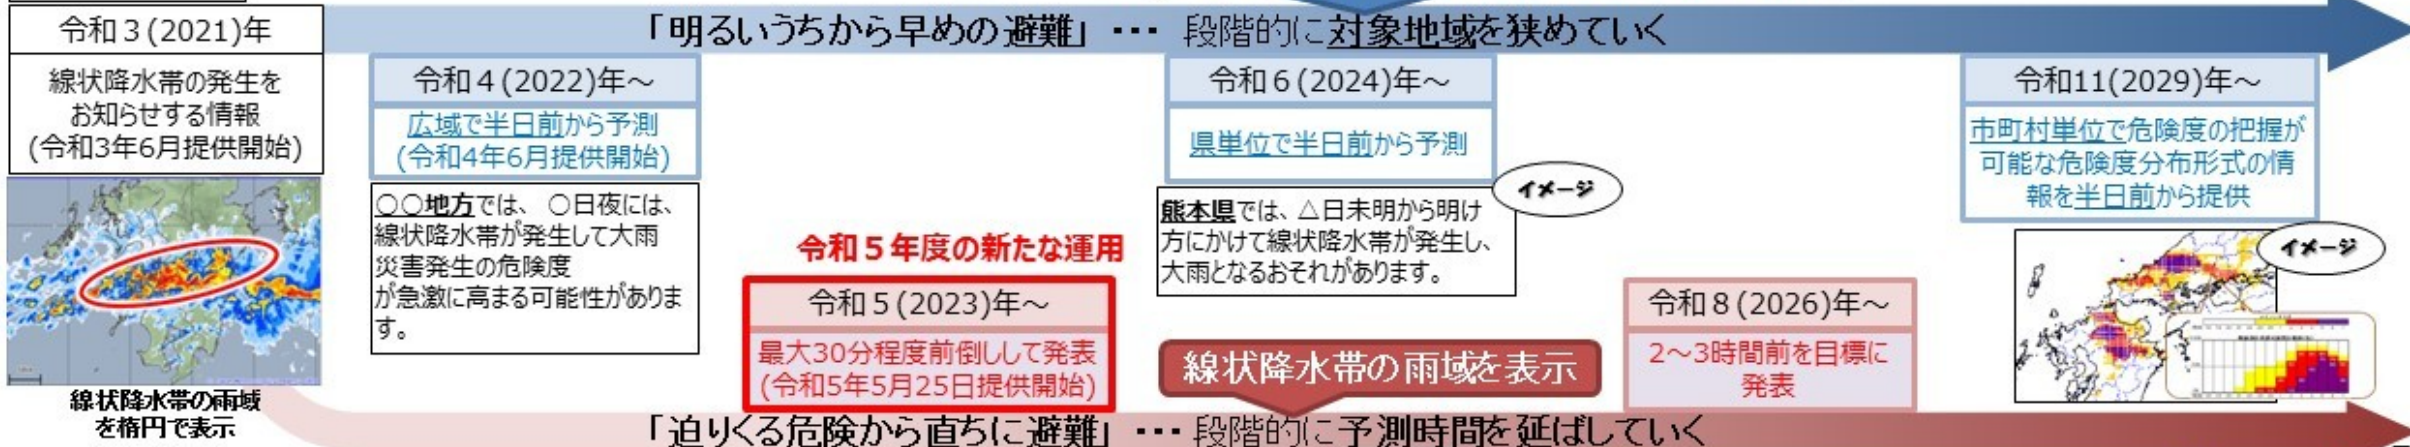 「明るいうちから早めの避難」・・・ 段階的に対象地域を狭めていく
令和３(2021)年
線状降水帯の発生を
お知らせする情報
(令和3年6月提供開始)
線状降水帯の雨域
を楕円で表示
令和４(2022)年～
広域で半日前から予測
(令和4年6月提供開始)
○○地方では、 ○日夜には、
線状降水帯が発生して大雨
災害発生の危険度
が急激に高まる可能性がありま
す。
令和５年度の新たな運用
令和５(2023)年～
最大30分程度前倒しして発表
(令和5年5月25日提供開始)
令和６(2024)年～
県単位で半日前から予測
イメージ
熊本県では、△日未明から明け
方にかけて線状降水帯が発生し、
大雨となるおそれがあります。
線状降水帯の雨域を表示
令和８(2026)年～
2～3時間前を目標に
発表
令和11(2029)年～
市町村単位で危険度の把握が
可能な危険度分布形式の情
報を半日前から提供
イメージ
「迫りくる危険から直ちに避難」・・・ 段階的に予測時間を延ばしていく